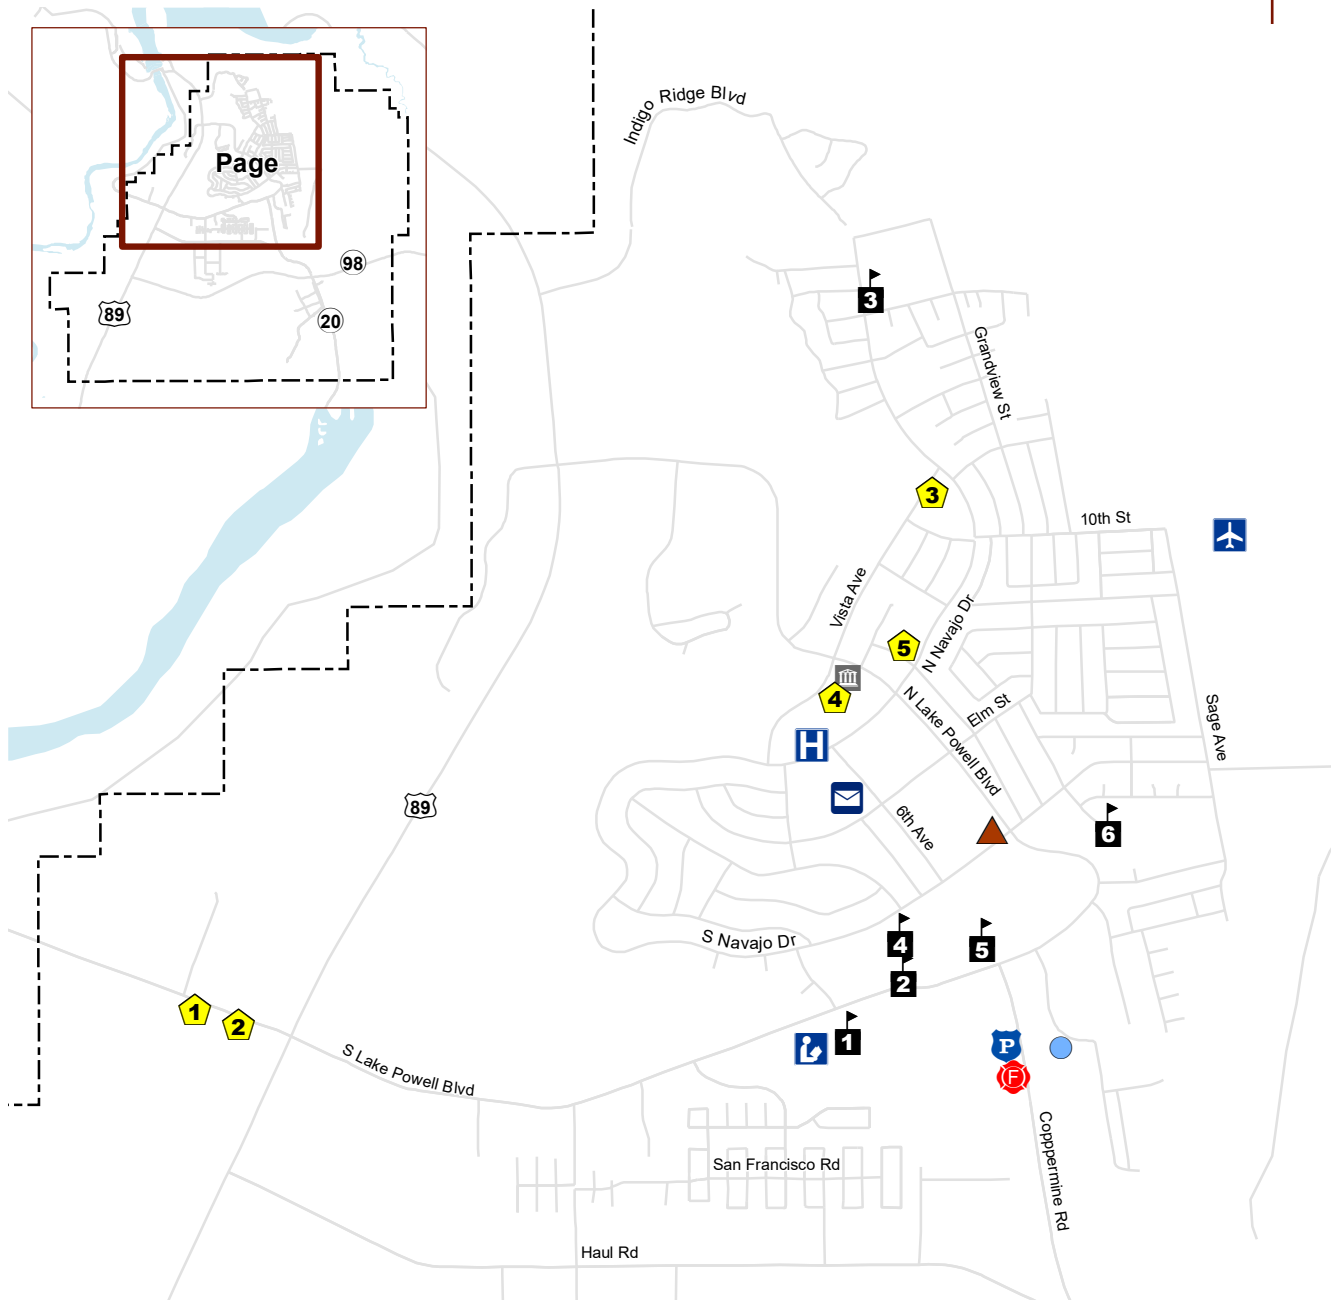 Indigo Ridge Blvd
Page
98
89
20
3
Grandview St
3
10th St
Vista Ave
N Navajo Dr
5
4
N Lake Powell Blvd
Elm St
Sage Ave
H
89
6th Ave
6
S Navajo Dr
4
5
2
1
2
1
P
F
S Lake Powell Blvd
Copppermine Rd
San Francisco Rd
Haul Rd